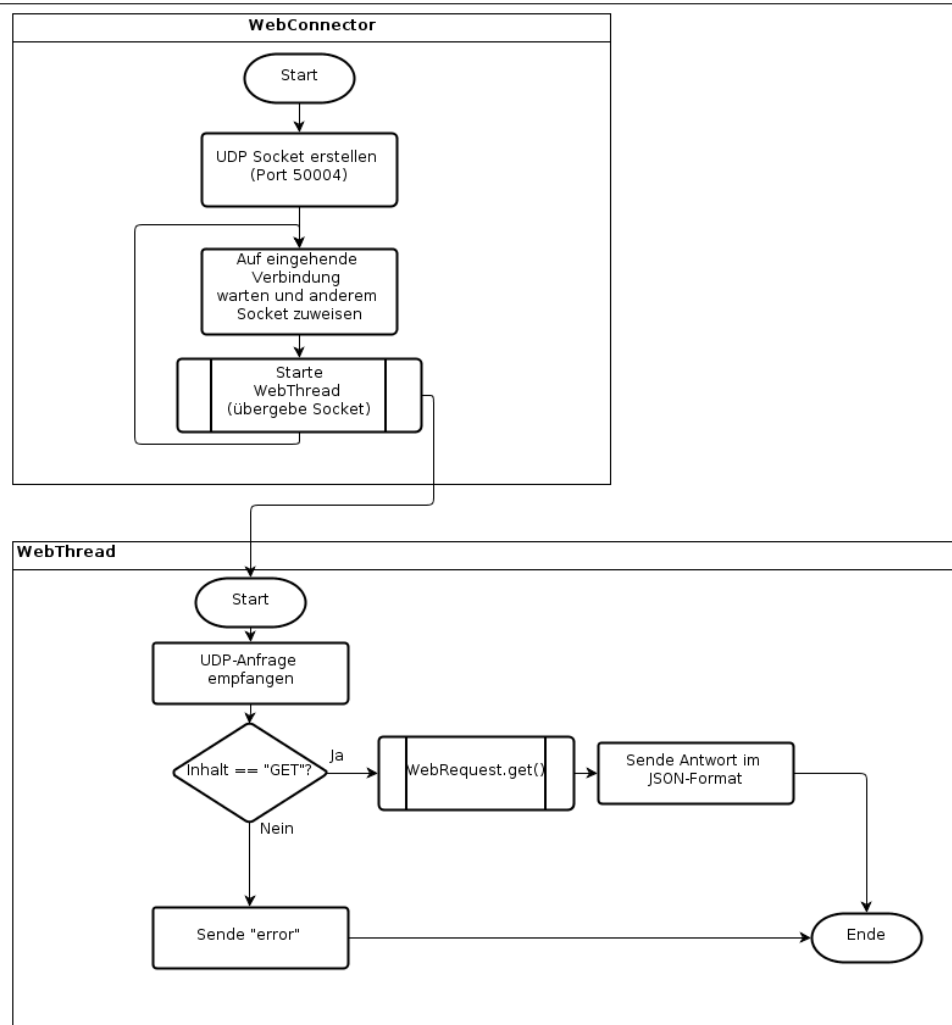 WebConnector
Start
UDP Socket erstellen
(Port 50004)
Auf eingehende
Verbindung
warten und anderem
Socket zuweisen
Starte
WebThread
(übergebe Socket)
WebThread
Start
UDP-Anfrage
empfangen
Inhalt == "GET"?
Ja
WebRequest.get()
Sende Antwort im
JSON-Format
Nein
Sende "error"
Ende